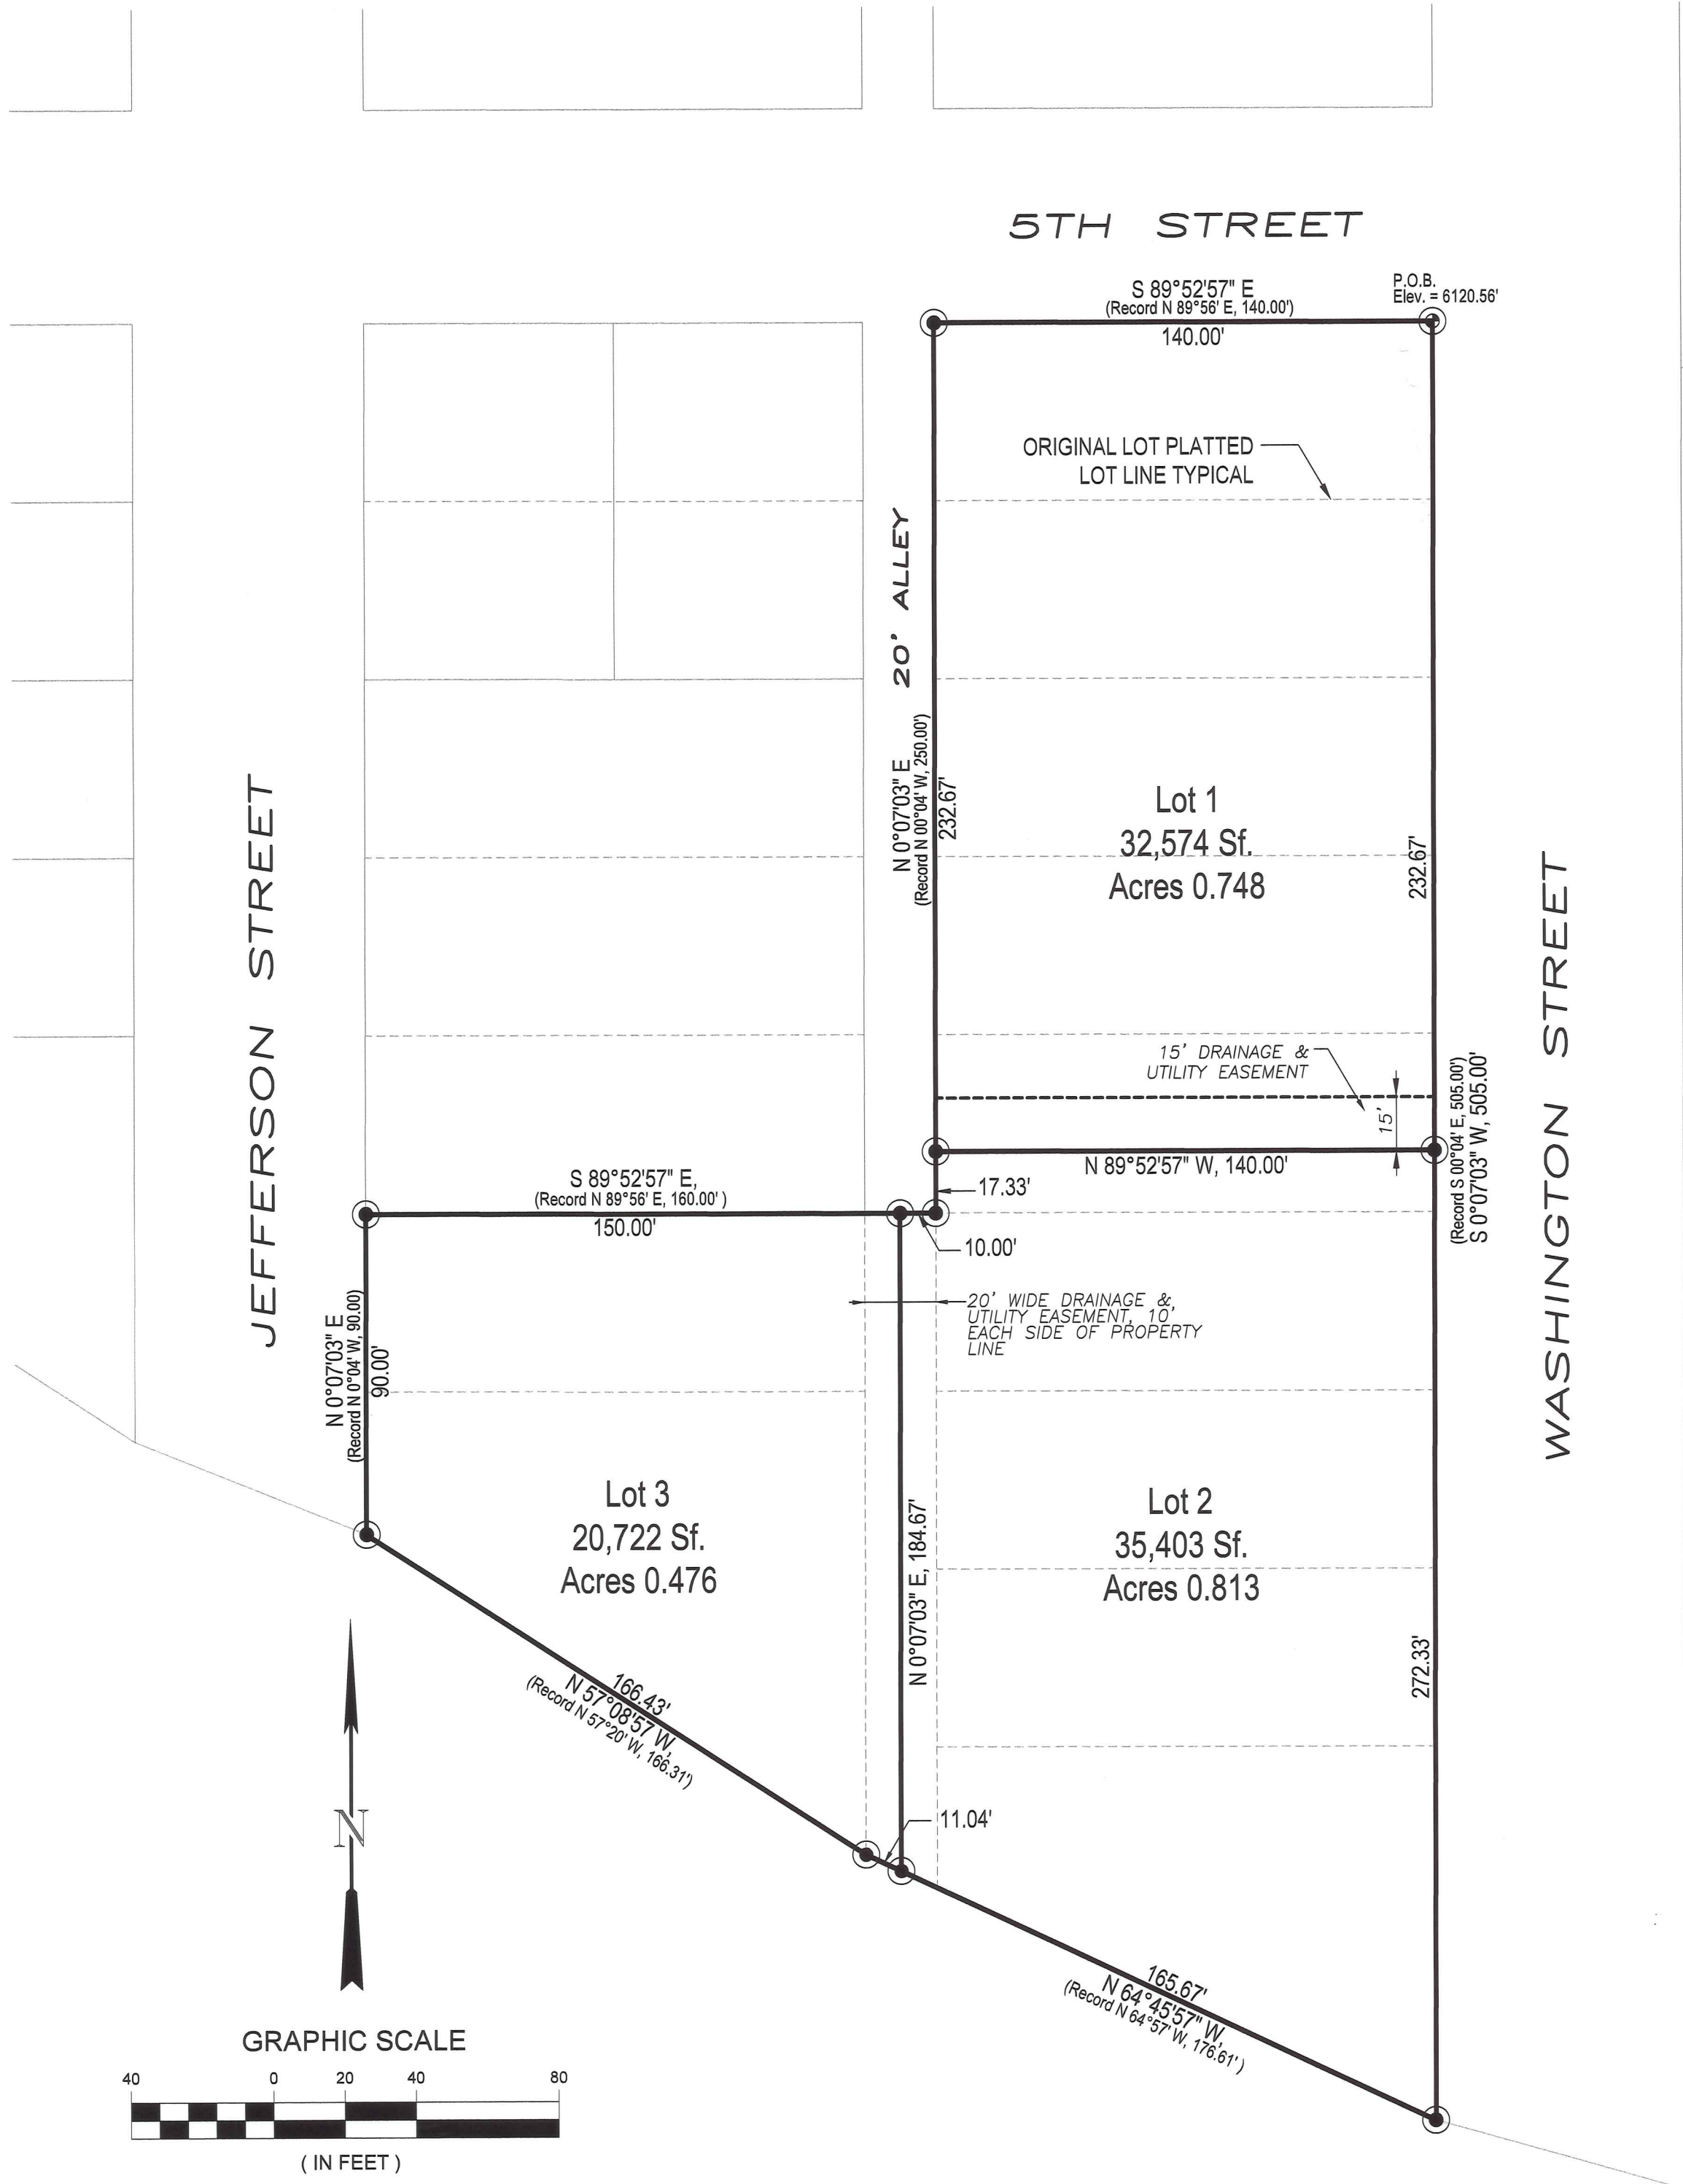 5TH STREET
S 89°52'57" E
(Record N 89°56' E, 140.00')
140.00'
P.O.B.
Elev. = 6120.56'
ORIGINAL LOT PLATTED
LOT LINE TYPICAL
20' ALLEY
N 0°07'03" E
(Record N 00°04' W, 250.00')
232.67'
Lot 1
32,574 Sf.
Acres 0.748
232.67'
JEFFERSON STREET
WASHINGTON STREET
15' DRAINAGE &
UTILITY EASEMENT
15'
(Record S 00°04' E, 505.00')
S 0°07'03" W, 505.00'
N 89°52'57" W, 140.00'
17.33'
S 89°52'57" E,
(Record N 89°56' E, 160.00' )
150.00'
10.00'
20' WIDE DRAINAGE &,
UTILITY EASEMENT, 10'
EACH SIDE OF PROPERTY
LINE
N 0°07'03" E
(Record N 0°04' W, 90.00)
90.00'
Lot 3
20,722 Sf.
Acres 0.476
N 0°07'03" E, 184.67'
Lot 2
35,403 Sf.
Acres 0.813
272.33'
166.43'
N 57°08'57 W,
(Record N 57°20' W, 166.31')
11.04'
N
165.67'
N 64°45'57" W,
(Record N 64°57' W, 176.61' )
GRAPHIC SCALE
40 0 20 40 80
( IN FEET )